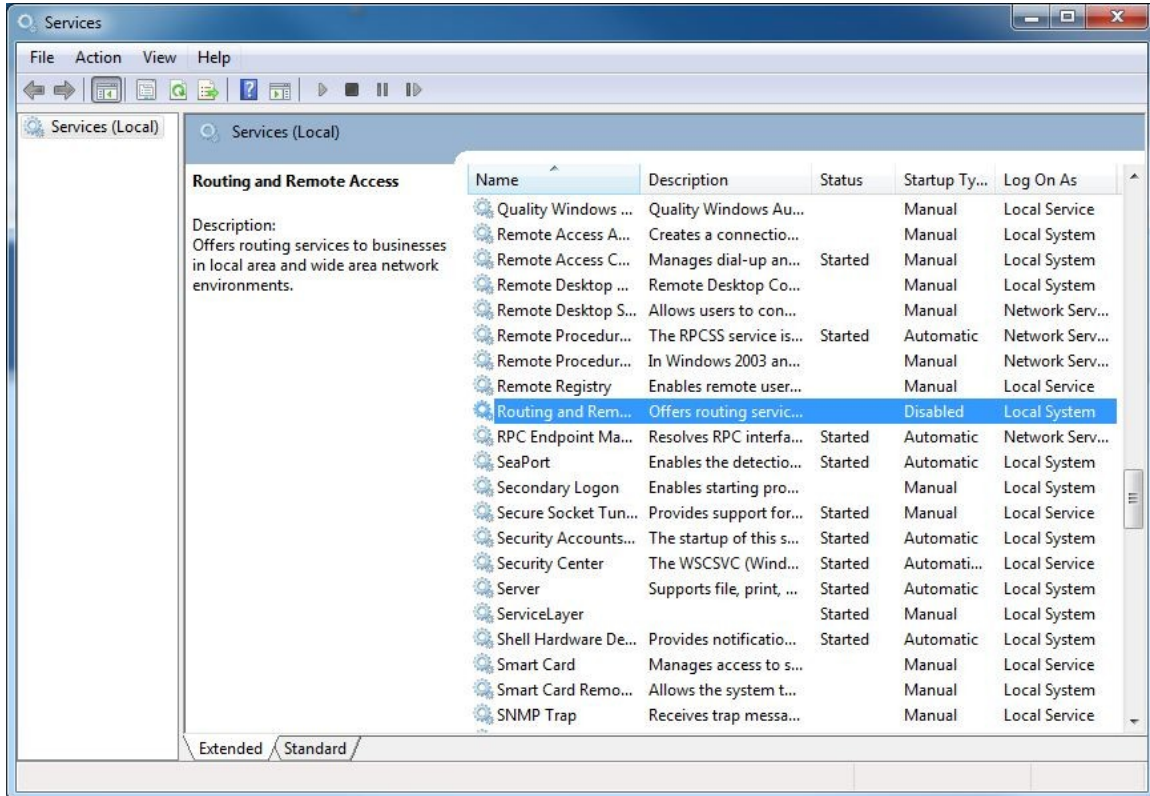 Services
File Action View Help
Services (Local)
Services (Local)
Routing and Remote Access
Description:
Offers routing services to businesses
in local area and wide area network
environments.
Name Description Status Startup Ty... Log On As
Quality Windows ... Quality Windows Au... Manual Local Service
Remote Access A... Creates a connectio... Manual Local System
Remote Access C... Manages dial-up an... Started Manual Local System
Remote Desktop ... Remote Desktop Co... Manual Local System
Remote Desktop S... Allows users to con... Manual Network Serv...
Remote Procedur... The RPCSS service is... Started Automatic Network Serv...
Remote Procedur... In Windows 2003 an... Manual Network Serv...
Remote Registry Enables remote user... Manual Local Service
Routing and Rem... Offers routing servic... Disabled Local System
RPC Endpoint Ma... Resolves RPC interfa... Started Automatic Network Serv...
SeaPort Enables the detectio... Started Automatic Local System
Secondary Logon Enables starting pro... Manual Local System
Secure Socket Tun... Provides support for... Started Manual Local Service
Security Accounts... The startup of this s... Started Automatic Local System
Security Center The WSCSVC (Wind... Started Automati... Local Service
Server Supports file, print, ... Started Automatic Local System
ServiceLayer Started Manual Local System
Shell Hardware De... Provides notificatio... Started Automatic Local System
Smart Card Manages access to s... Manual Local Service
Smart Card Remo... Allows the system t... Manual Local System
SNMP Trap Receives trap messa... Manual Local Service
Extended Standard